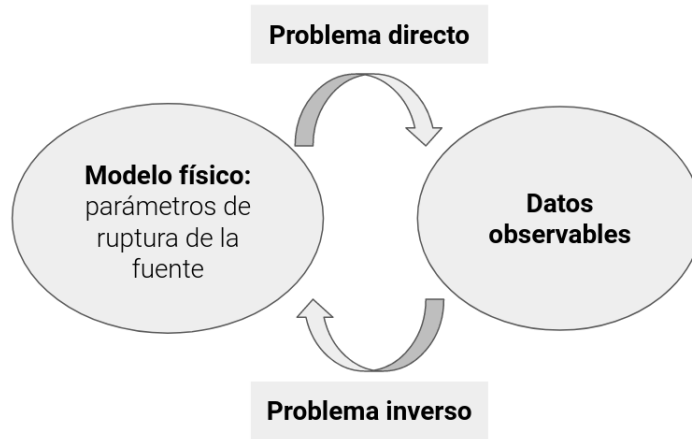 Problema directo
Modelo físico:
parámetros de
ruptura de la
fuente
Datos
observables
Problema inverso